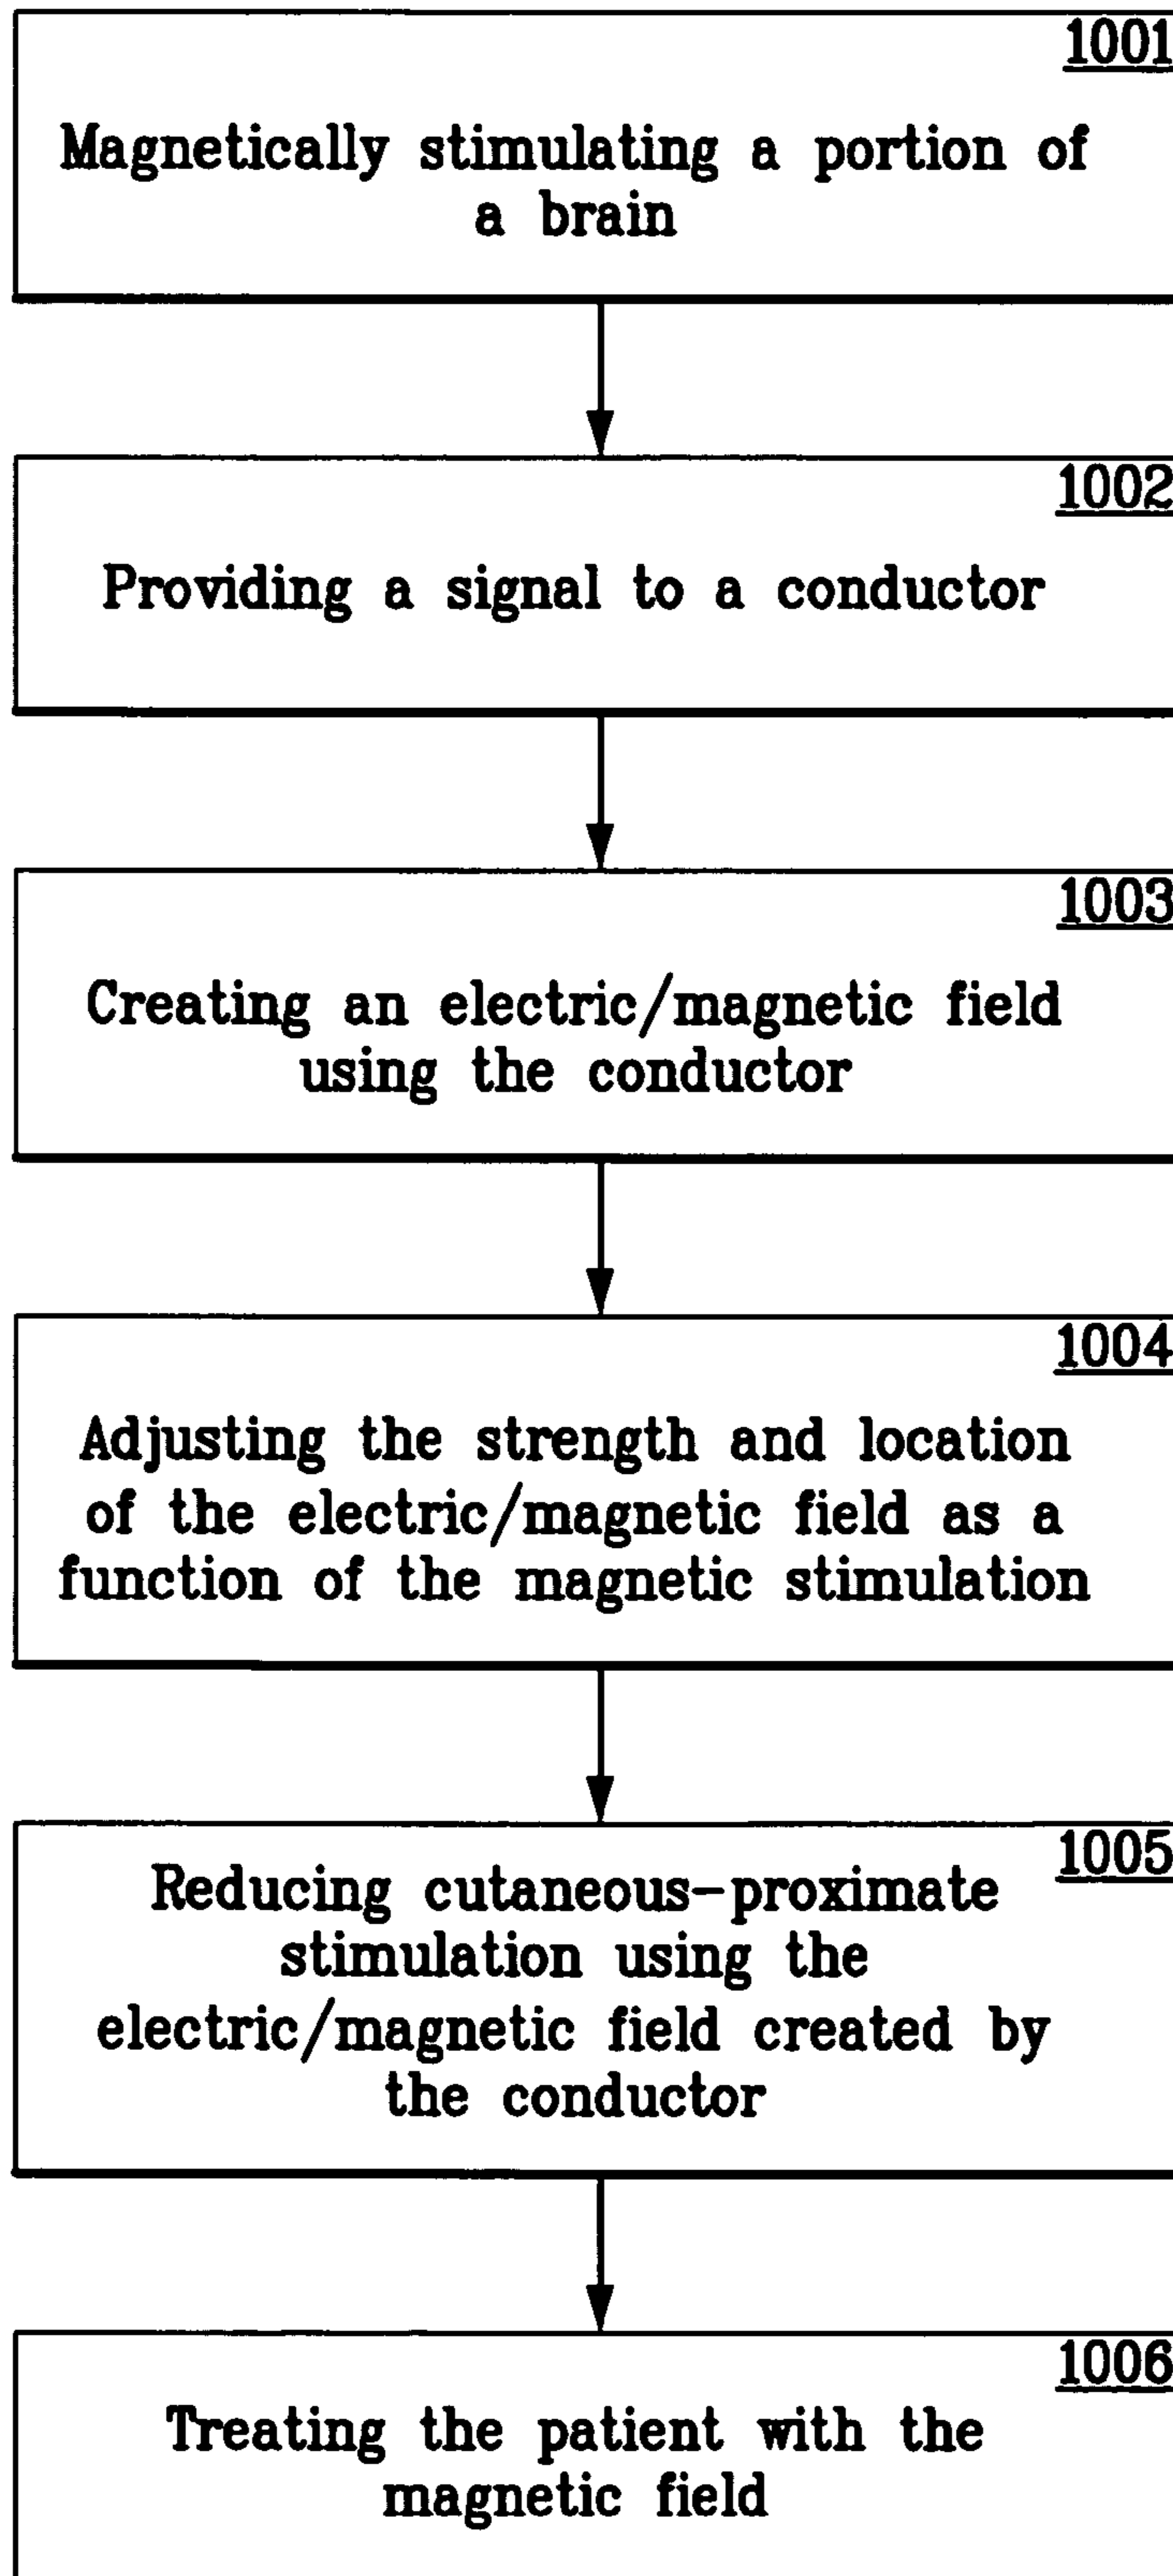 1001
Magnetically stimulating a portion of
a brain
1002
Providing a signal to a conductor
1003
Creating an electric/magnetic field
using the conductor
1004
Adjusting the strength and location
of the electric/magnetic field as a
function of the magnetic stimulation
1005
Reducing cutaneous-proximate
stimulation using the
electric/magnetic field created by
the conductor
1006
Treating the patient with the
magnetic field